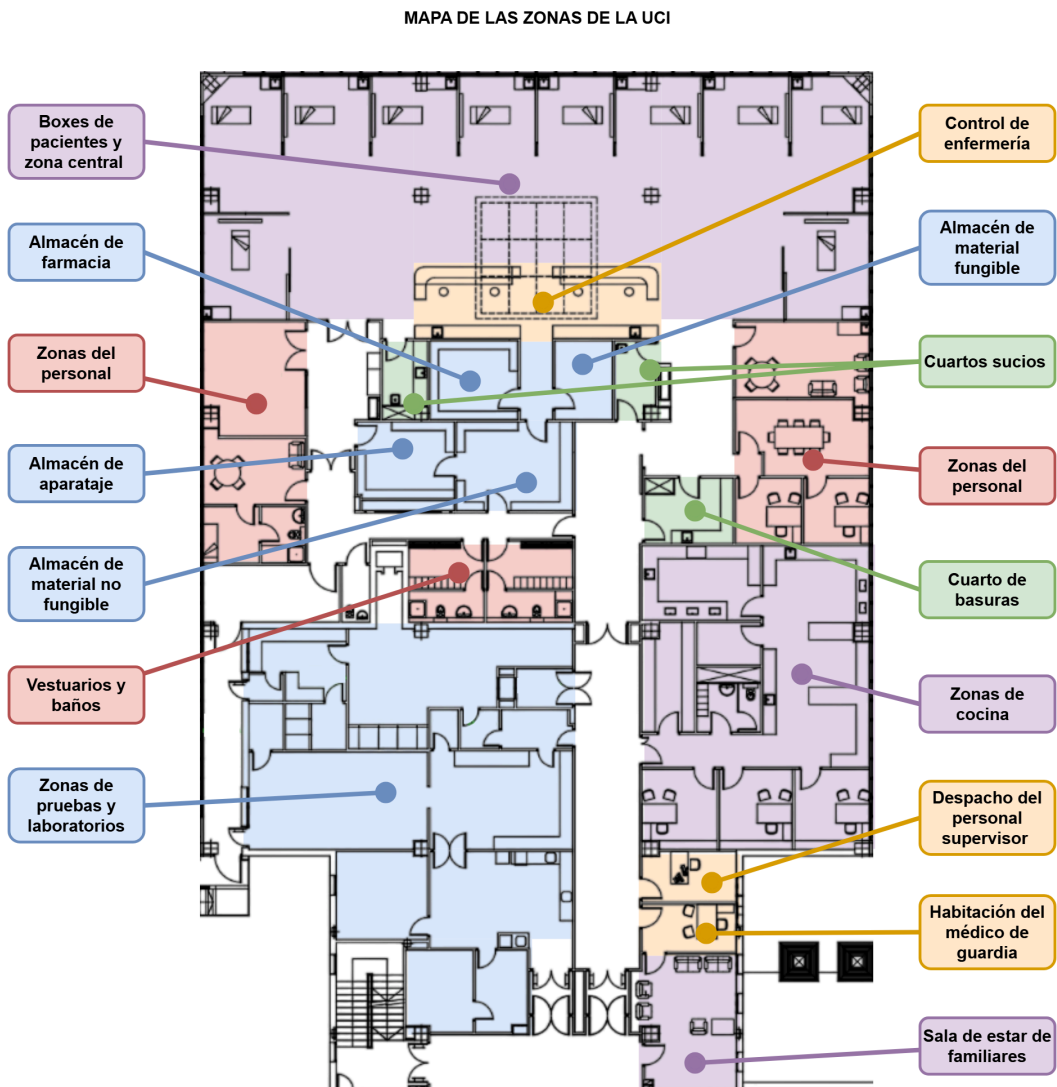 MAPA DE LAS ZONAS DE LA UCI
Boxes de
pacientes y
zona central
Almacén de
farmacia
Zonas del
personal
Almacén de
aparataje
Almacén de
material no
fungible
Vestuarios y
baños
Zonas de
pruebas y
laboratorios
Control de
enfermería
Almacén de
material
fungible
Cuartos sucios
Zonas del
personal
Cuarto de
basuras
Zonas de
cocina
Despacho del
personal
supervisor
Habitación del
médico de
guardia
Sala de estar de
familiares